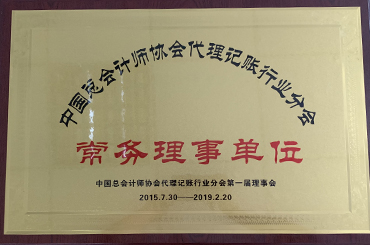 中国总会计师协会代理记账行业分会
常务理事单位
中国总会计师协会代理记账行业分会第一届理事会
2015.7.30——2019.2.20